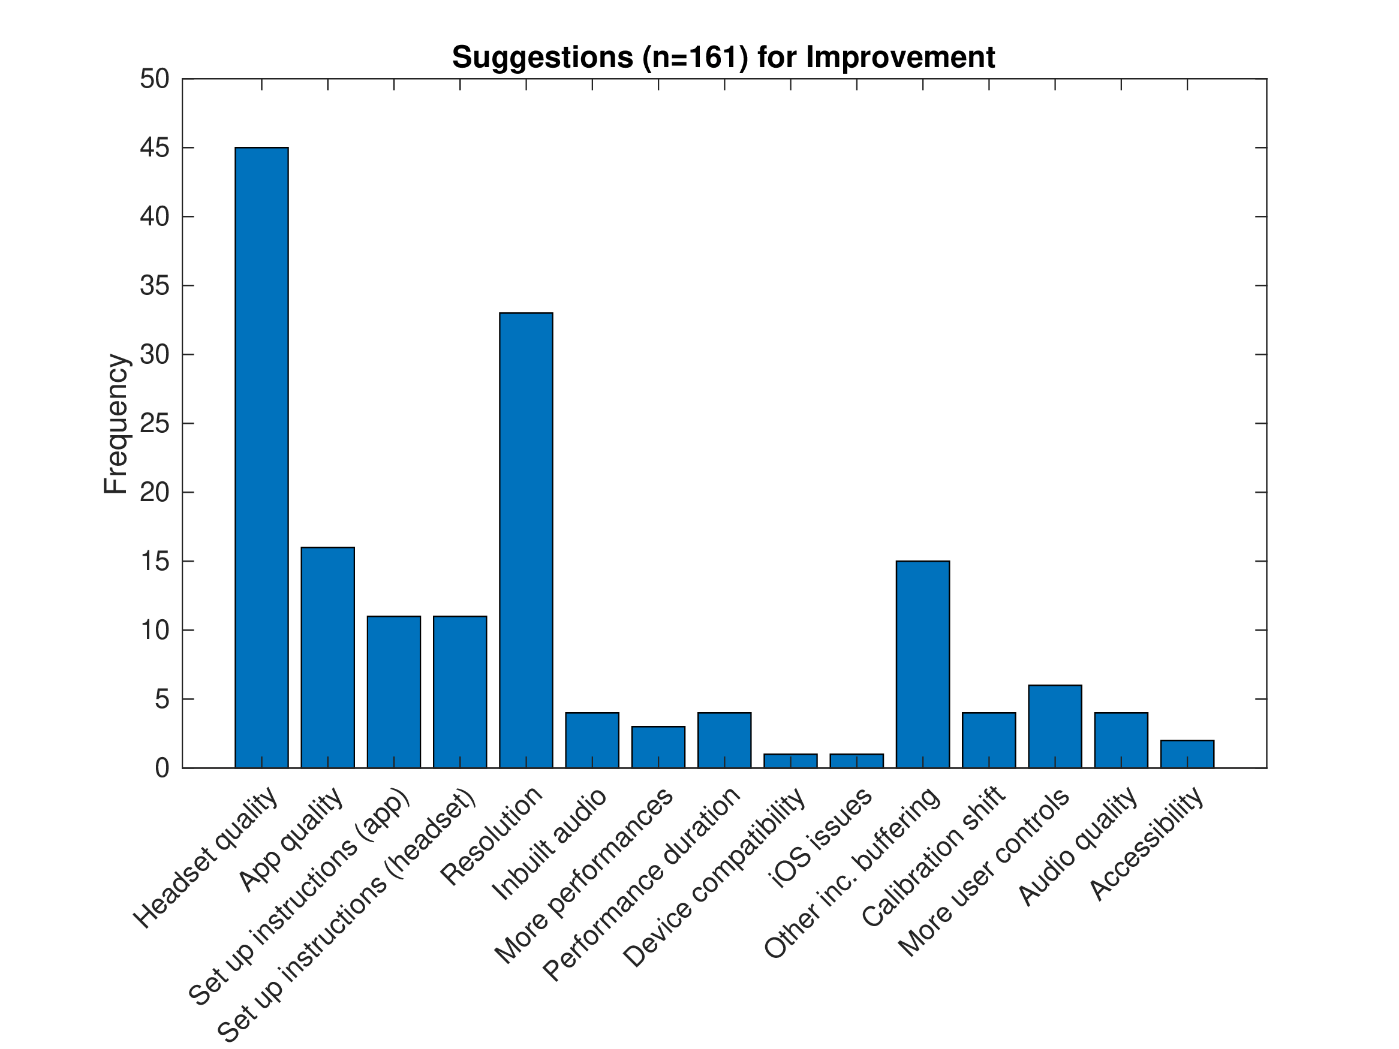 Suggestions (n=161) for Improvement
50
45
40
35
30
25
20
15
10
5
0
Frequency
Headset quality
App quality
Set up instructions (app)
Set up instructions (headset)
Resolution
Inbuilt audio
More performances
Performance duration
Device compatibility
iOS issues
Other inc. buffering
Calibration shift
More user controls
Audio quality
Accessibility